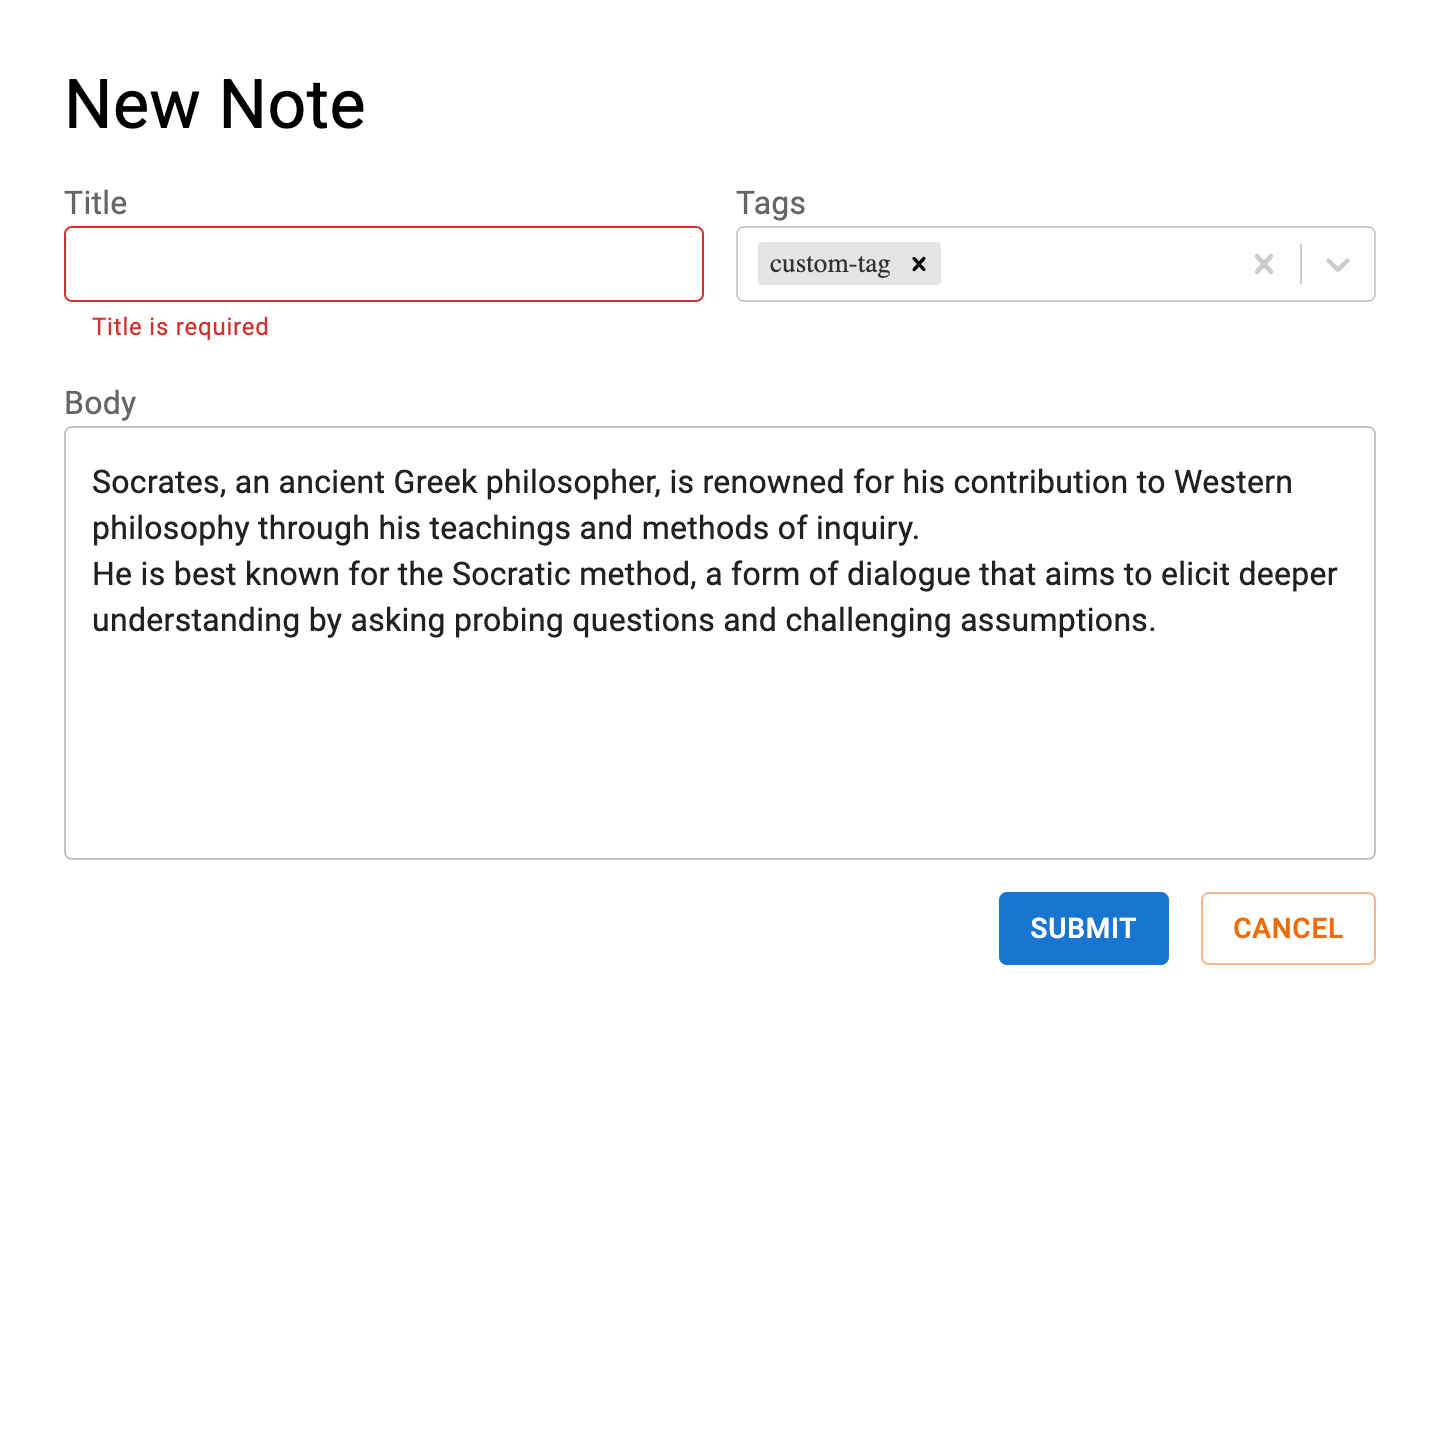 New Note
Title
Tags
custom-tag
Title is required
Body
Socrates, an ancient Greek philosopher, is renowned for his contribution to Western
philosophy through his teachings and methods of inquiry.
He is best known for the Socratic method, a form of dialogue that aims to elicit deeper
understanding by asking probing questions and challenging assumptions.
SUBMIT
CANCEL